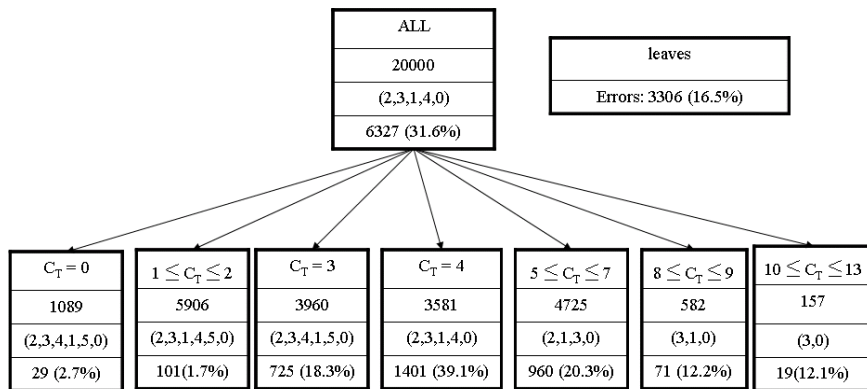 ALL
20000
(2,3,1,4,0)
6327 (31.6%)
leaves
Errors: 3306 (16.5%)
C_T = 0
1089
(2,3,4,1,5,0)
29 (2.7%)
1 ≤ C_T ≤ 2
5906
(2,3,1,4,5,0)
101(1.7%)
C_T = 3
3960
(2,3,4,1,5,0)
725 (18.3%)
C_T = 4
3581
(2,3,1,4,0)
1401 (39.1%)
5 ≤ C_T ≤ 7
4725
(2,1,3,0)
960 (20.3%)
8 ≤ C_T ≤ 9
582
(3,1,0)
71 (12.2%)
10 ≤ C_T ≤ 13
157
(3,0)
19(12.1%)